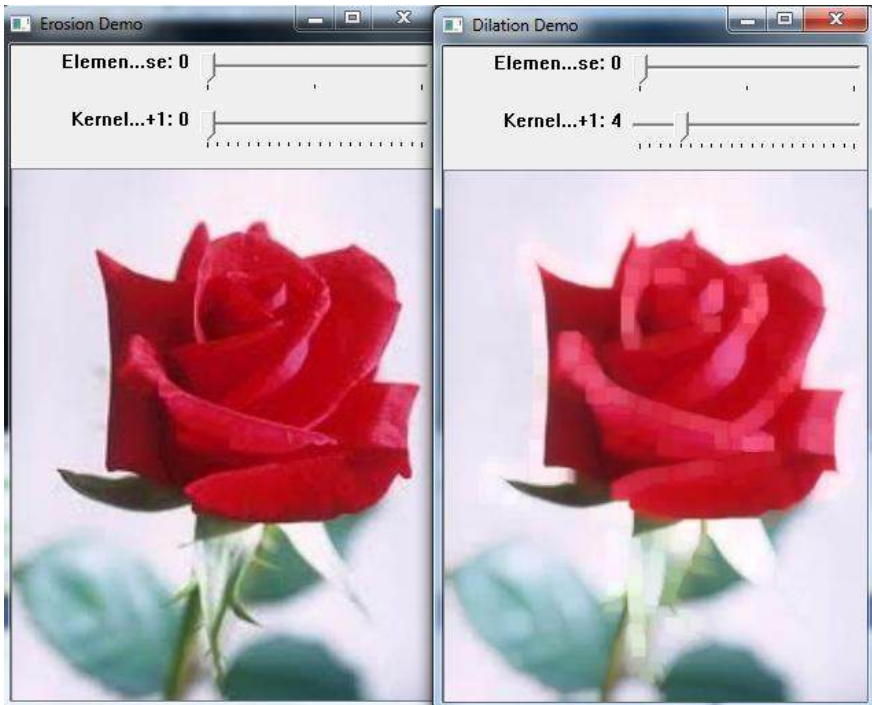 Erosion Demo
Elemen...se: 0
Kernel...+1: 0
Dilation Demo
Elemen...se: 0
Kernel...+1: 4